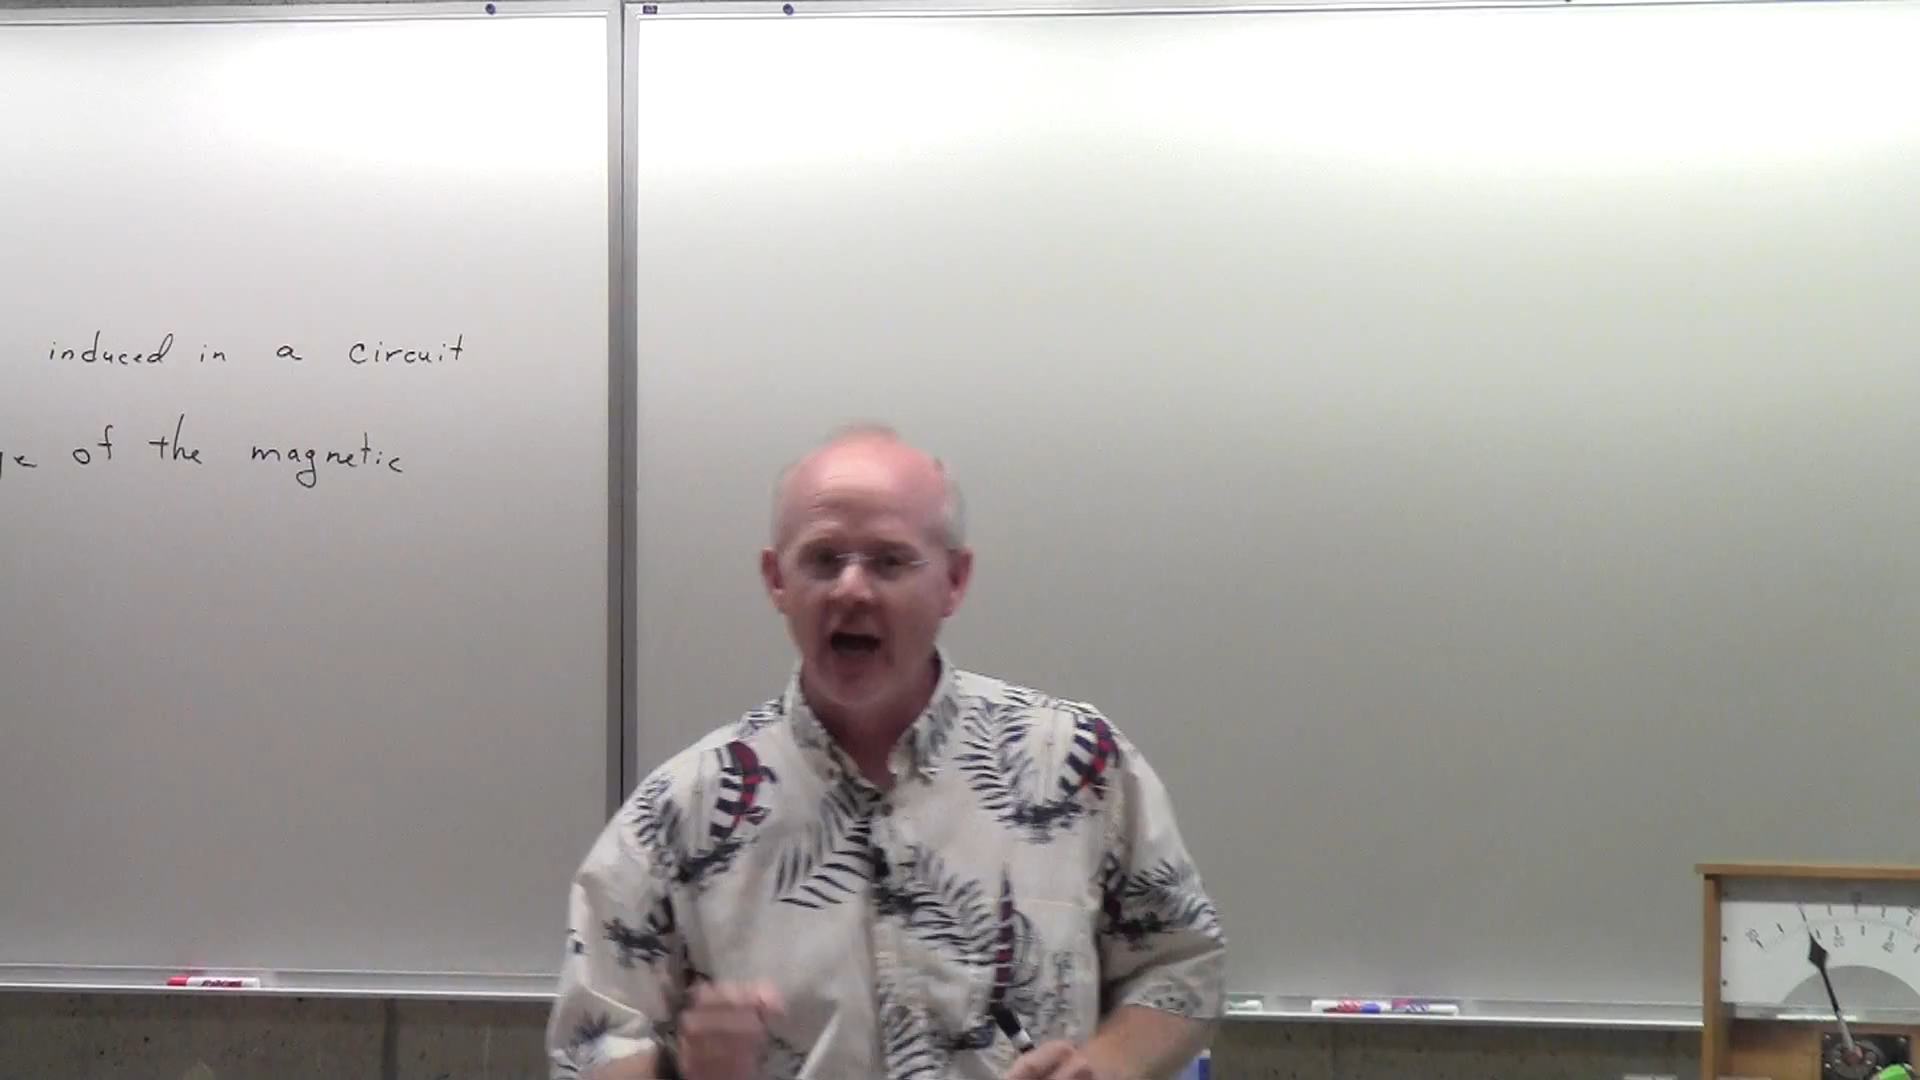 induced in a circuit
of the magnetic